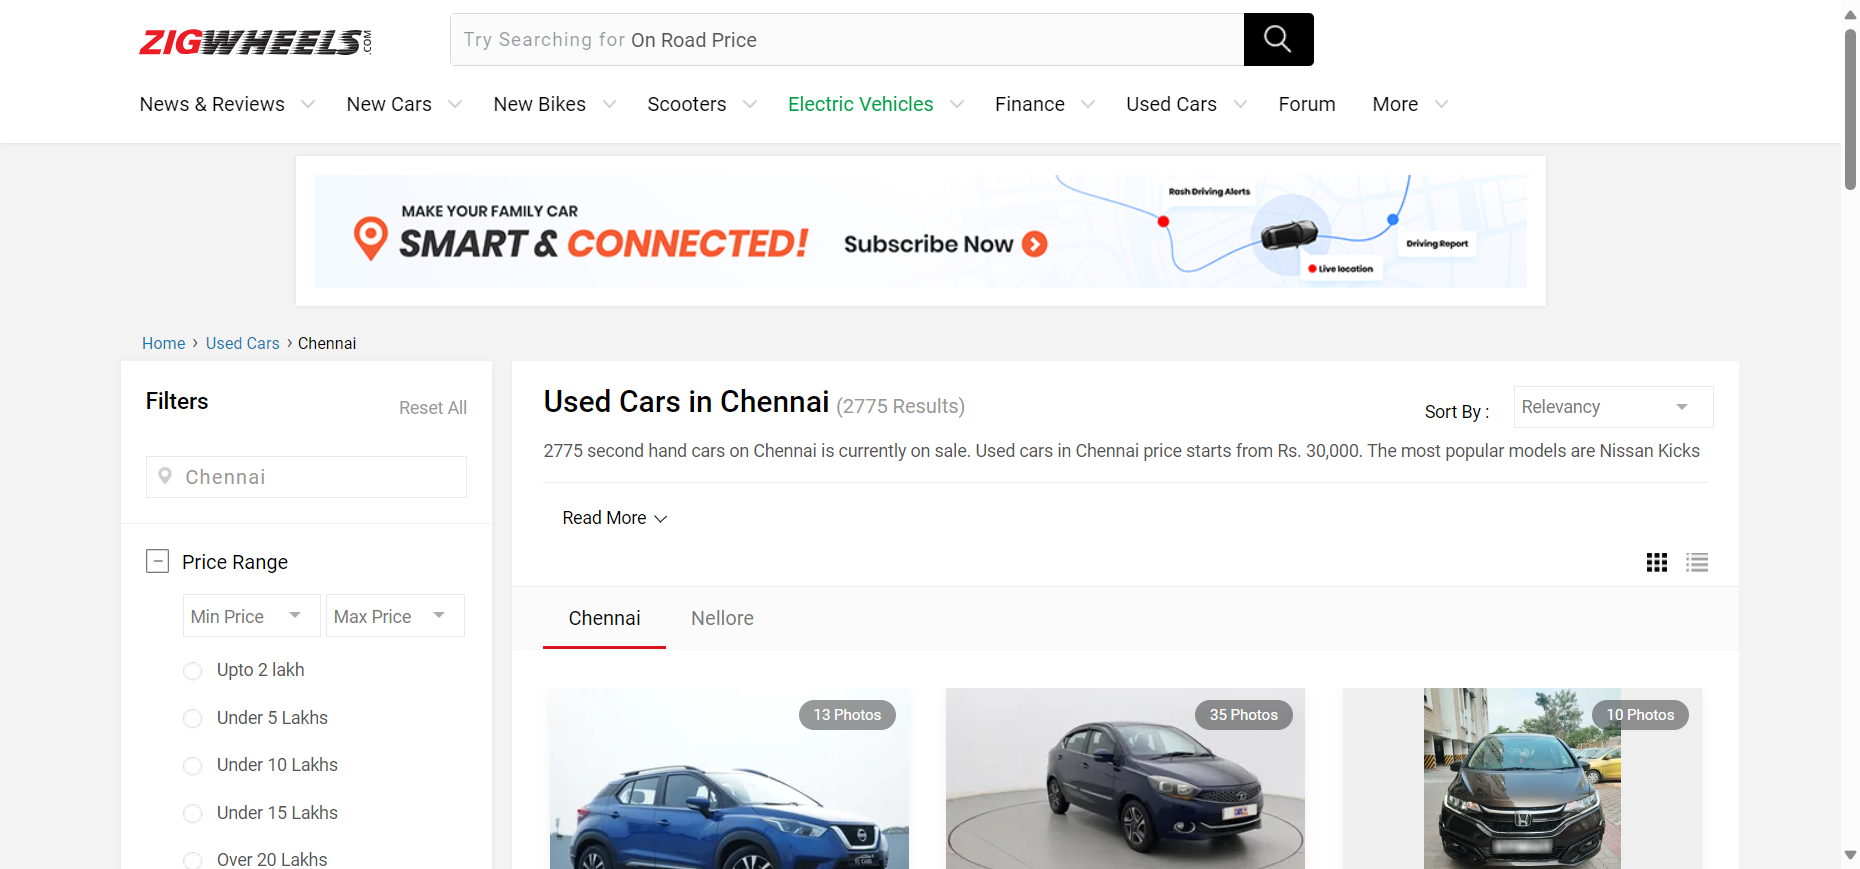 ZIGWHEELS.COM
Try Searching for On Road Price
News & Reviews New Cars New Bikes Scooters Electric Vehicles Finance Used Cars Forum More
MAKE YOUR FAMILY CAR
SMART & CONNECTED!
Subscribe Now
Rash Driving Alerts
Driving Report
Live location
Home › Used Cars › Chennai
Filters
Reset All
Chennai
Price Range
Min Price Max Price
Upto 2 lakh
Under 5 Lakhs
Under 10 Lakhs
Under 15 Lakhs
Over 20 Lakhs
Used Cars in Chennai (2775 Results)
Sort By : Relevancy
2775 second hand cars on Chennai is currently on sale. Used cars in Chennai price starts from Rs. 30,000. The most popular models are Nissan Kicks
Read More
Chennai Nellore
13 Photos
35 Photos
10 Photos